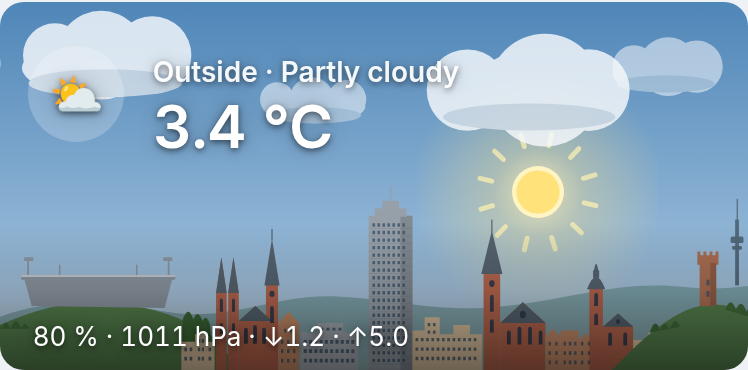 Outside · Partly cloudy
3.4 °C
80 % · 1011 hPa · ↓1.2 · ↑5.0